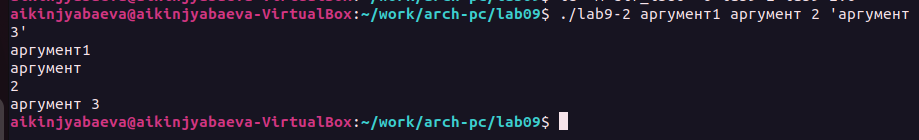 aikinjyabaeva@aikinjyabaeva-VirtualBox:~/work/arch-pc/lab09$ ./lab9-2 аргумент1 аргумент 2 'аргумент
3'
аргумент1
аргумент
2
аргумент 3
aikinjyabaeva@aikinjyabaeva-VirtualBox:~/work/arch-pc/lab09$